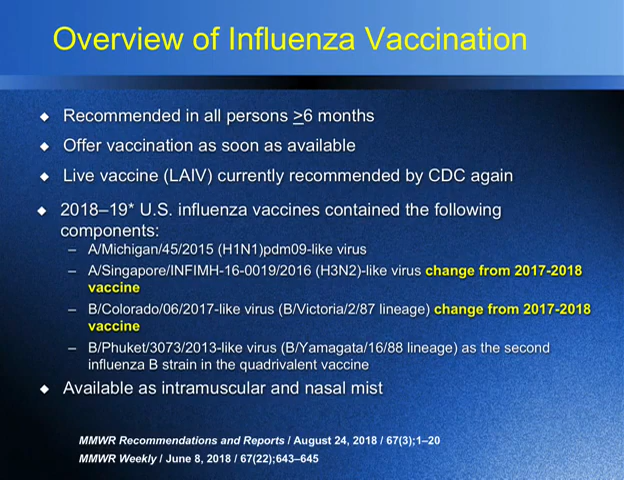 Overview of Influenza Vaccination
◆ Recommended in all persons >6 months
◆ Offer vaccination as soon as available
◆ Live vaccine (LAIV) currently recommended by CDC again
◆ 2018–19* U.S. influenza vaccines contained the following
components:
– A/Michigan/45/2015 (H1N1)pdm09-like virus
– A/Singapore/INFIMH-16-0019/2016 (H3N2)-like virus change from 2017-2018
vaccine
– B/Colorado/06/2017-like virus (B/Victoria/2/87 lineage) change from 2017-2018
vaccine
– B/Phuket/3073/2013-like virus (B/Yamagata/16/88 lineage) as the second
influenza B strain in the quadrivalent vaccine
◆ Available as intramuscular and nasal mist
MMWR Recommendations and Reports / August 24, 2018 / 67(3);1–20
MMWR Weekly / June 8, 2018 / 67(22);643–645